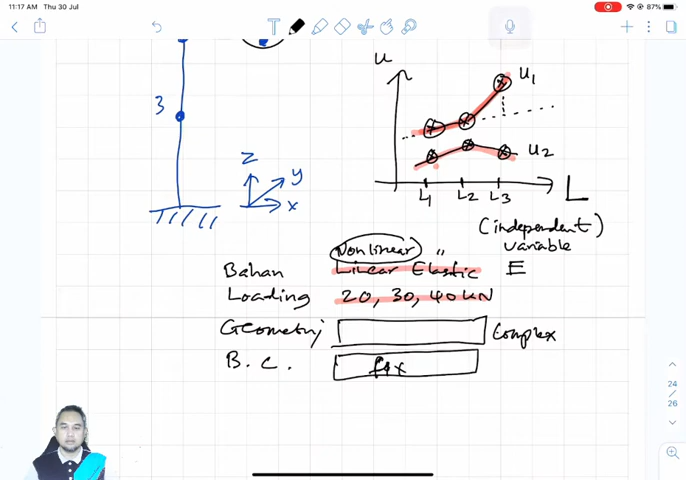 11:17 AM Thu 30 Jul
87%
3
Z
y
x
u
U1
U2
L1 L2 L3
L
(independent)
variable
Nonlinear "
Bahan Linear Elastic E
Loading 20, 30, 40 kN
Geometri Complex
B. C. fix
24
/
26